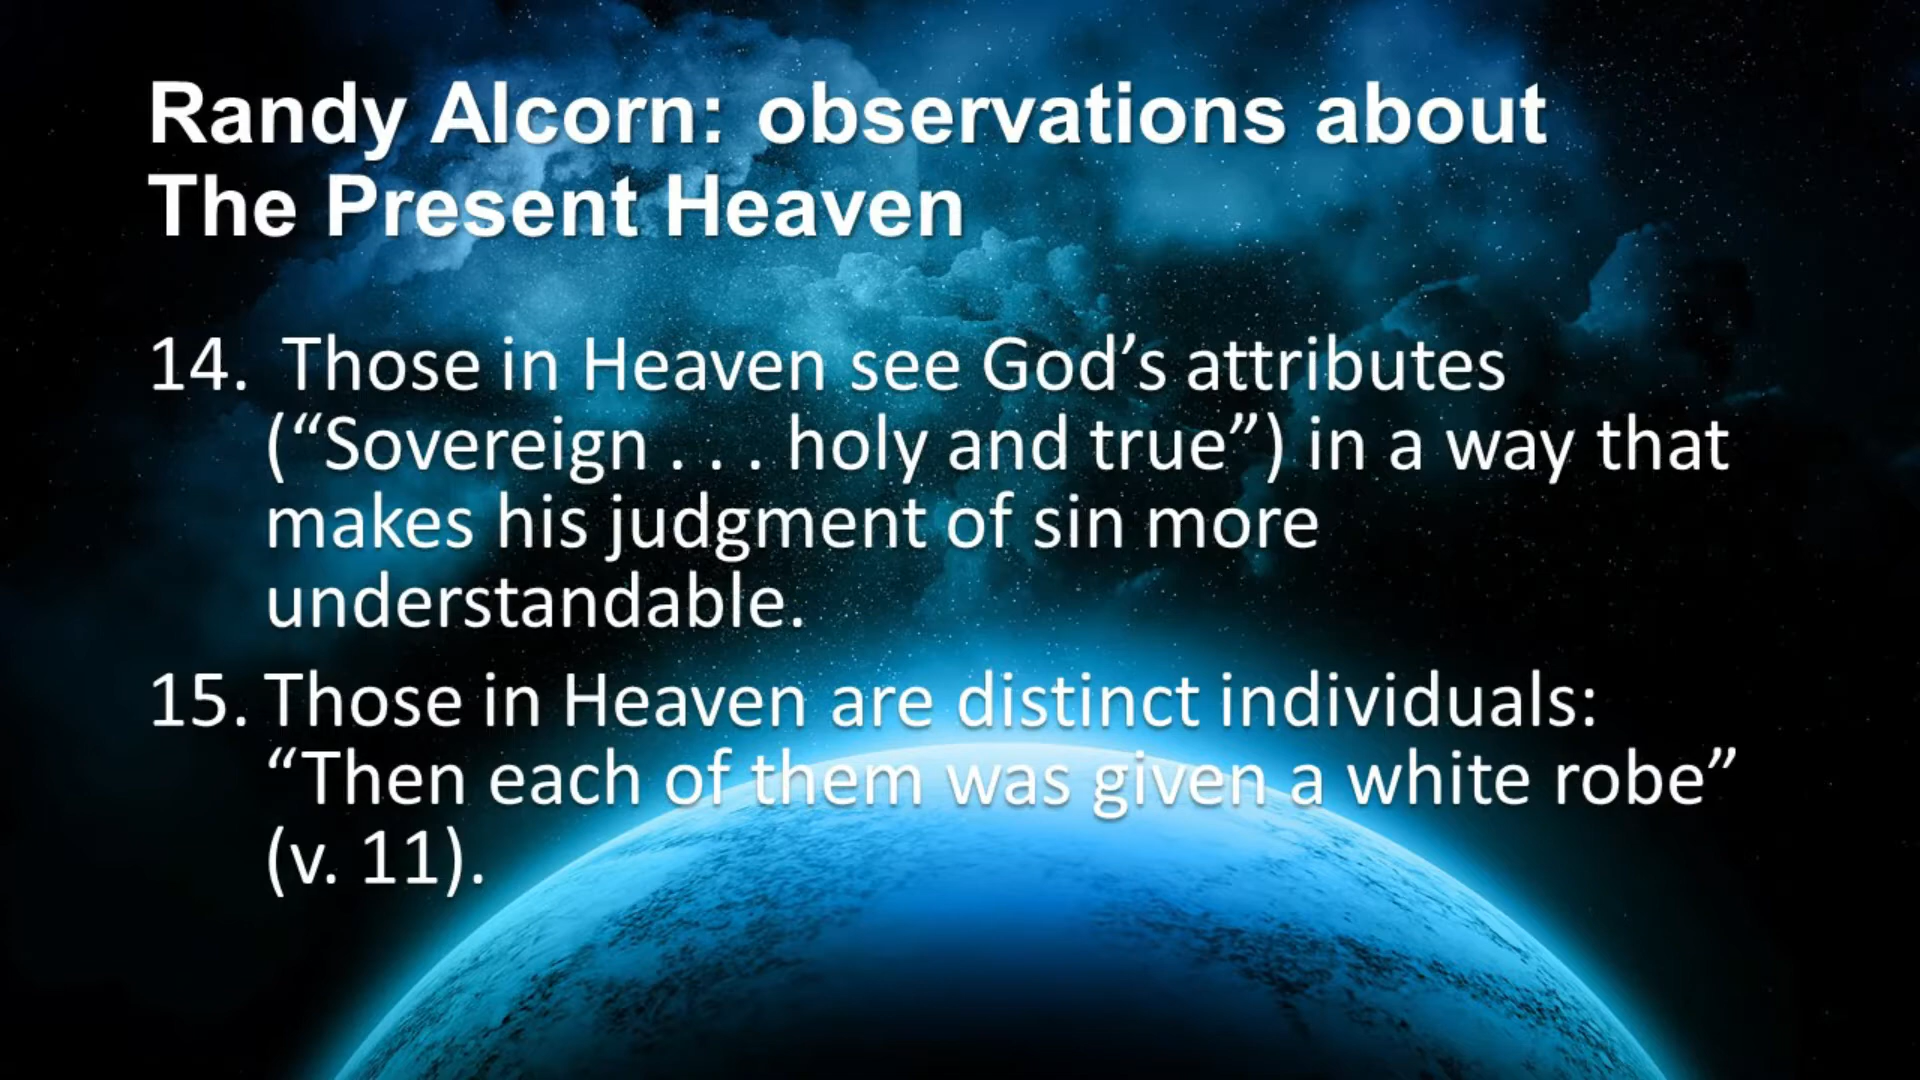 Randy Alcorn: observations about
The Present Heaven
14. Those in Heaven see God’s attributes
(“Sovereign . . . holy and true”) in a way that
makes his judgment of sin more
understandable.
15. Those in Heaven are distinct individuals:
“Then each of them was given a white robe”
(v. 11).